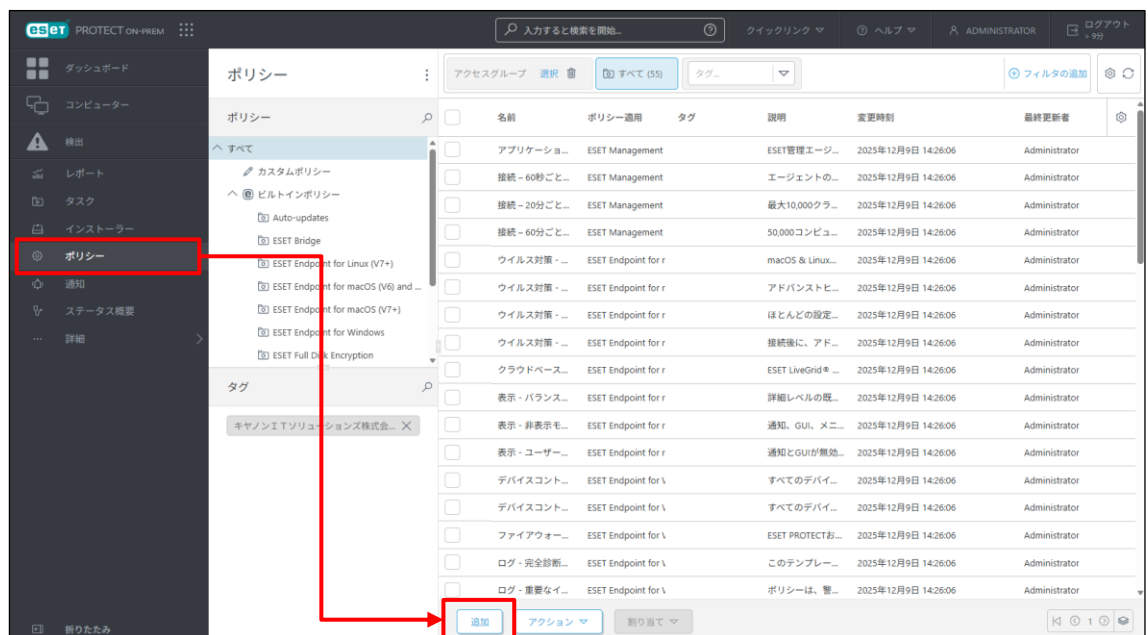 eset PROTECT ON-PREM
入力すると検索を開始...
クイックリンク
ヘルプ
ADMINISTRATOR
ログアウト
> 9分
ダッシュボード
コンピューター
検出
レポート
タスク
インストーラー
ポリシー
通知
ステータス概要
詳細
折りたたみ
ポリシー
アクセスグループ 選択
すべて (55)
タグ...
フィルタの追加
ポリシー
すべて
カスタムポリシー
ビルトインポリシー
Auto-updates
ESET Bridge
ESET Endpoint for Linux (V7+)
ESET Endpoint for macOS (V6) and ...
ESET Endpoint for macOS (V7+)
ESET Endpoint for Windows
ESET Full Disk Encryption
タグ
キヤノンITソリューションズ株式会...
名前 ポリシー適用 タグ 説明 変更時刻 最終更新者
アプリケーショ... ESET Management ESET管理エージ... 2025年12月9日 14:26:06 Administrator
接続 – 60秒ごと... ESET Management エージェントの... 2025年12月9日 14:26:06 Administrator
接続 – 20分ごと... ESET Management 最大10,000クラ... 2025年12月9日 14:26:06 Administrator
接続 – 60分ごと... ESET Management 50,000コンピュ... 2025年12月9日 14:26:06 Administrator
ウイルス対策 - ... ESET Endpoint for macOS & Linux... 2025年12月9日 14:26:06 Administrator
ウイルス対策 - ... ESET Endpoint for アドバンストヒ... 2025年12月9日 14:26:06 Administrator
ウイルス対策 - ... ESET Endpoint for ほとんどの設定... 2025年12月9日 14:26:06 Administrator
ウイルス対策 - ... ESET Endpoint for 接続後に、アド... 2025年12月9日 14:26:06 Administrator
クラウドベース... ESET Endpoint for ESET LiveGrid® ... 2025年12月9日 14:26:06 Administrator
表示 - バランス... ESET Endpoint for 詳細レベルの既... 2025年12月9日 14:26:06 Administrator
表示 - 非表示モ... ESET Endpoint for 通知、GUI、メニ... 2025年12月9日 14:26:06 Administrator
表示 - ユーザー... ESET Endpoint for 通知とGUIが無効... 2025年12月9日 14:26:06 Administrator
デバイスコント... ESET Endpoint for すべてのデバイ... 2025年12月9日 14:26:06 Administrator
デバイスコント... ESET Endpoint for すべてのデバイ... 2025年12月9日 14:26:06 Administrator
ファイアウォー... ESET Endpoint for ESET PROTECTお... 2025年12月9日 14:26:06 Administrator
ログ - 完全診断... ESET Endpoint for このテンプレー... 2025年12月9日 14:26:06 Administrator
ログ - 重要なイ... ESET Endpoint for ポリシーは、警... 2025年12月9日 14:26:06 Administrator
追加 アクション 割り当て 1